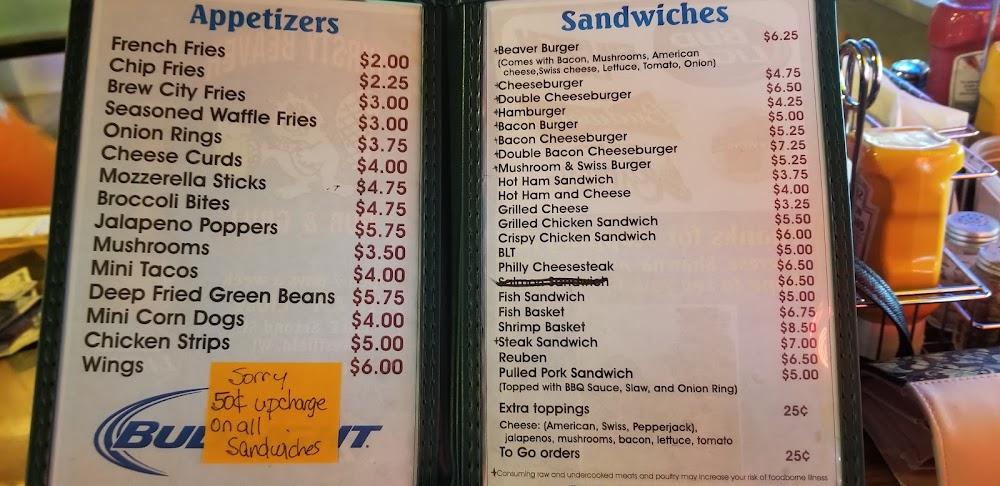 Appetizers
French Fries $2.00
Chip Fries $2.25
Brew City Fries $3.00
Seasoned Waffle Fries $3.00
Onion Rings $3.75
Cheese Curds $4.00
Mozzerella Sticks $4.75
Broccoli Bites $4.75
Jalapeno Poppers $5.75
Mushrooms $3.50
Mini Tacos $4.00
Deep Fried Green Beans $5.75
Mini Corn Dogs $4.00
Chicken Strips $5.00
Wings $6.00
Sorry
50¢ upcharge
on all
Sandwiches
Sandwiches
+Beaver Burger $6.25
(Comes with Bacon, Mushrooms, American
cheese,Swiss cheese, Lettuce, Tomato, Onion)
+Cheeseburger $4.75
+Double Cheeseburger $6.50
+Hamburger $4.25
+Bacon Burger $5.00
+Bacon Cheeseburger $5.25
+Double Bacon Cheeseburger $7.25
+Mushroom & Swiss Burger $5.25
Hot Ham Sandwich $3.75
Hot Ham and Cheese $4.00
Grilled Cheese $3.25
Grilled Chicken Sandwich $5.50
Crispy Chicken Sandwich $6.00
BLT $5.00
Philly Cheesesteak $6.50
Salmon Sandwich $6.50
Fish Sandwich $5.00
Fish Basket $6.75
Shrimp Basket $8.50
+Steak Sandwich $7.00
Reuben $6.50
Pulled Pork Sandwich $5.00
(Topped with BBQ Sauce, Slaw, and Onion Ring)
Extra toppings 25¢
Cheese: (American, Swiss, Pepperjack),
jalapenos, mushrooms, bacon, lettuce, tomato
To Go orders 25¢
+Consuming raw and undercooked meats and poultry may increase your risk of foodborne illness